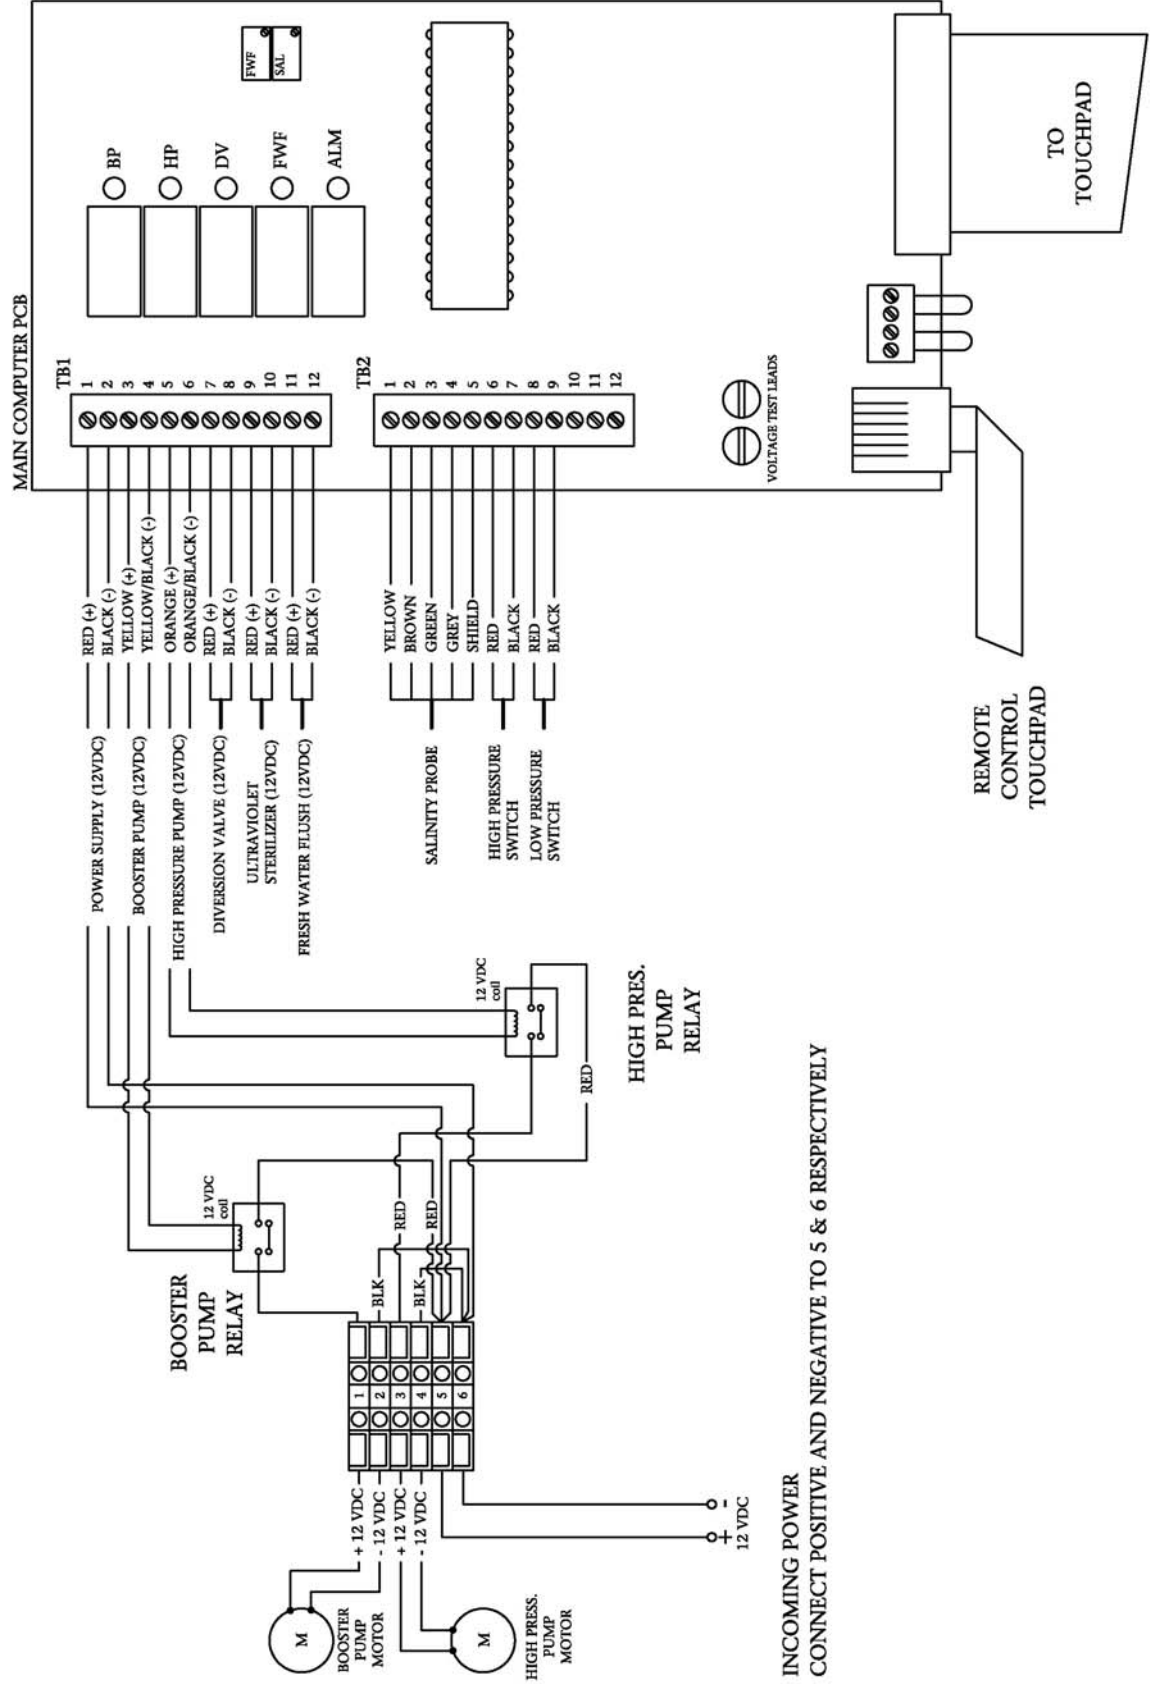 MAIN COMPUTER PCB
TB1
1
2
3
4
5
6
7
8
9
10
11
12
BP
HP
DV
FWF
ALM
FWF
SAL
TB2
1
2
3
4
5
6
7
8
9
10
11
12
VOLTAGE TEST LEADS
TO
TOUCHPAD
REMOTE
CONTROL
TOUCHPAD
RED (+)
BLACK (-)
YELLOW (+)
YELLOW/BLACK (-)
ORANGE (+)
ORANGE/BLACK (-)
RED (+)
BLACK (-)
RED (+)
BLACK (-)
RED (+)
BLACK (-)
YELLOW
BROWN
GREEN
GREY
SHIELD
RED
BLACK
RED
BLACK
POWER SUPPLY (12VDC)
BOOSTER PUMP (12VDC)
HIGH PRESSURE PUMP (12VDC)
DIVERSION VALVE (12VDC)
ULTRAVIOLET
STERILIZER (12VDC)
FRESH WATER FLUSH (12VDC)
SALINITY PROBE
HIGH PRESSURE
SWITCH
LOW PRESSURE
SWITCH
12 VDC
coil
HIGH PRES.
PUMP
RELAY
RED
12 VDC
coil
BOOSTER
PUMP
RELAY
BLK
RED
BLK
RED
1
2
3
4
5
6
+ 12 VDC
- 12 VDC
+ 12 VDC
- 12 VDC
M
BOOSTER
PUMP
MOTOR
M
HIGH PRESS.
PUMP
MOTOR
+ -
12 VDC
INCOMING POWER
CONNECT POSITIVE AND NEGATIVE TO 5 & 6 RESPECTIVELY